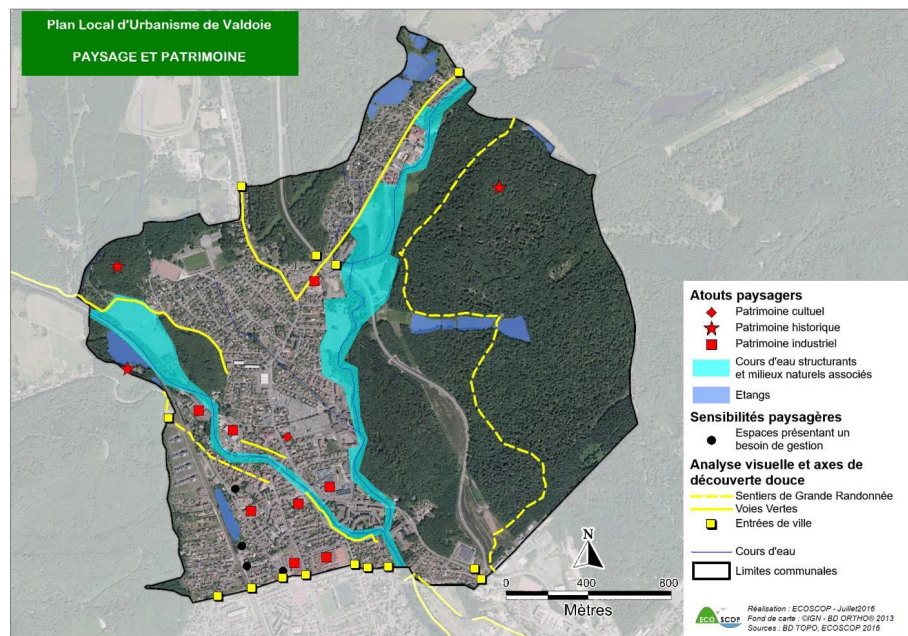 Plan Local d'Urbanisme de Valdoie
PAYSAGE ET PATRIMOINE
Atouts paysagers
Patrimoine cultuel
Patrimoine historique
Patrimoine industriel
Cours d'eau structurants
et milieux naturels associés
Etangs
Sensibilités paysagères
Espaces présentant un
besoin de gestion
Analyse visuelle et axes de
découverte douce
Sentiers de Grande Randonnée
Voies Vertes
Entrées de ville
Cours d'eau
Limites communales
N
0 400 800
Mètres
ECO SCOP
Réalisation : ECOSCOP - Juillet2016
Fond de carte : ©IGN - BD ORTHO® 2013
Sources : BD TOPO, ECOSCOP 2016